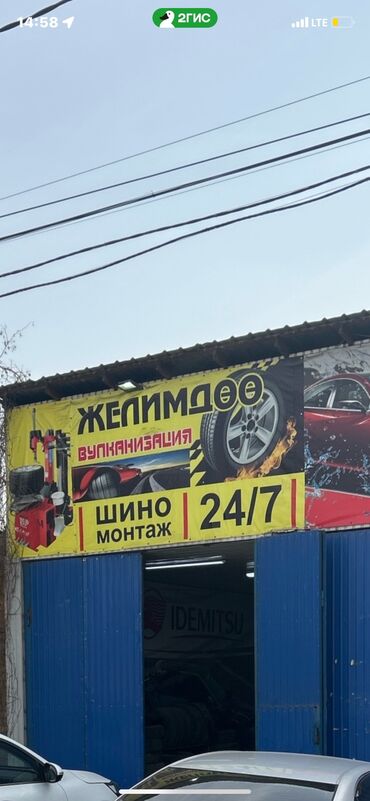 14:58
2ГИС
LTE
ЖЕЛИМДӨӨ
ВУЛКАНИЗАЦИЯ
ШИНО
МОНТАЖ
24/7
IDEMITSU